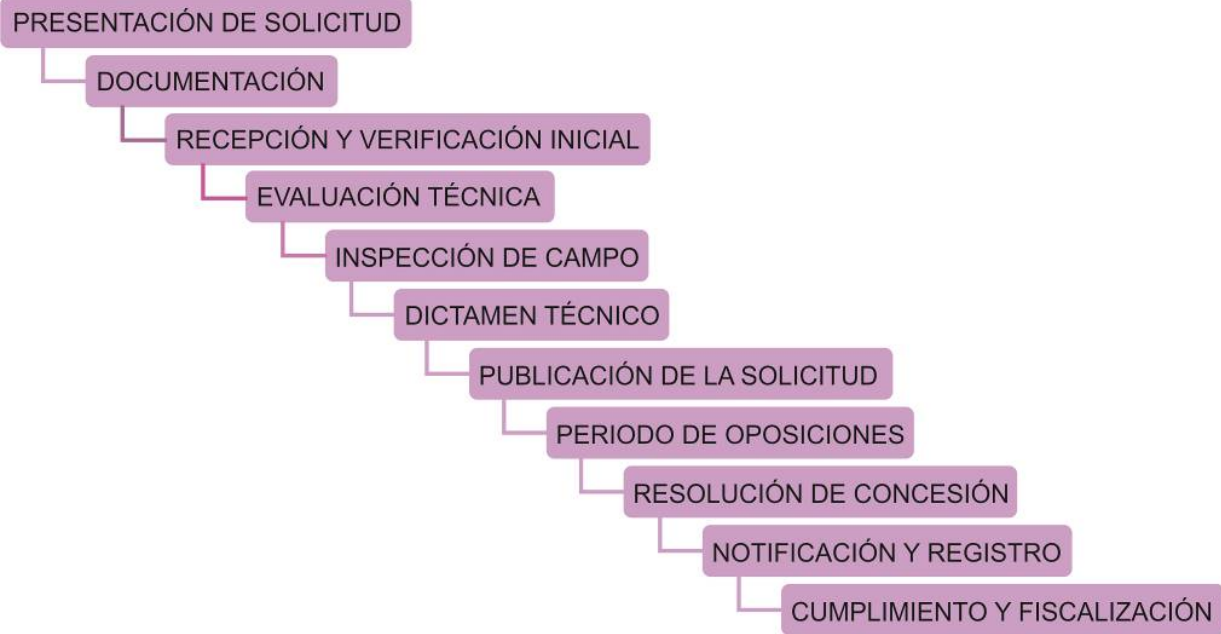 PRESENTACIÓN DE SOLICITUD
DOCUMENTACIÓN
RECEPCIÓN Y VERIFICACIÓN INICIAL
EVALUACIÓN TÉCNICA
INSPECCIÓN DE CAMPO
DICTAMEN TÉCNICO
PUBLICACIÓN DE LA SOLICITUD
PERIODO DE OPOSICIONES
RESOLUCIÓN DE CONCESIÓN
NOTIFICACIÓN Y REGISTRO
CUMPLIMIENTO Y FISCALIZACIÓN